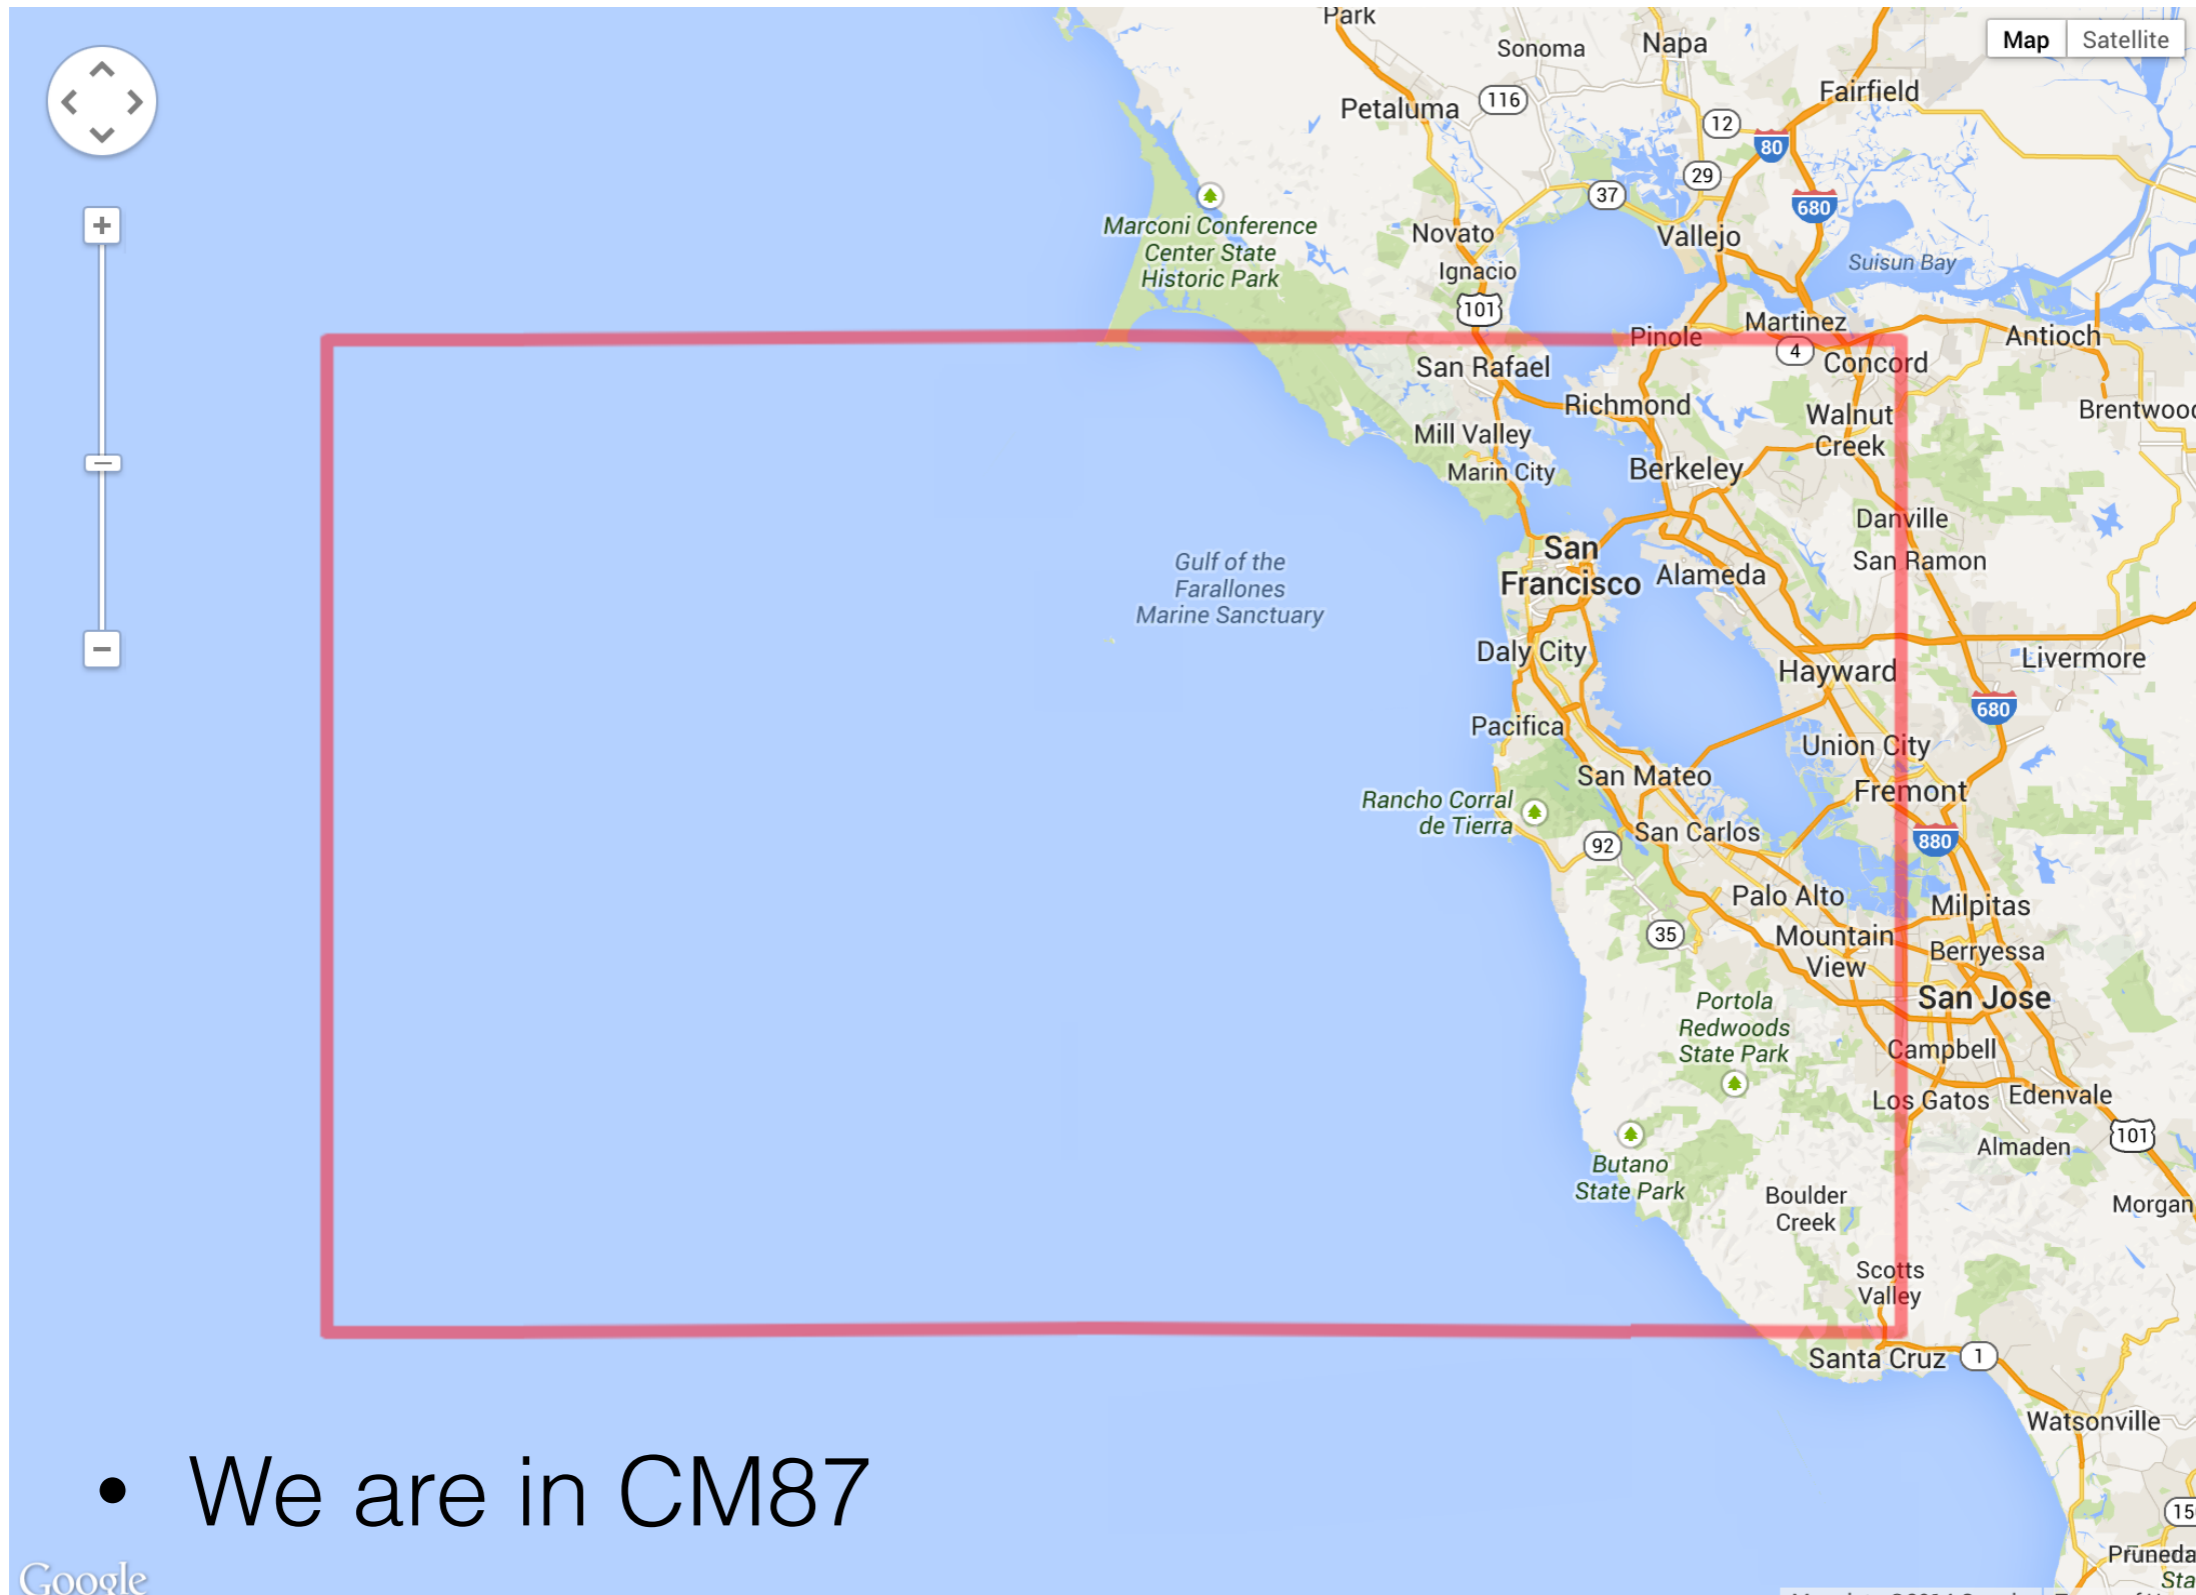 Park
Sonoma
Napa
Map
Satellite
Fairfield
Petaluma
116
12
80
29
37
680
Marconi Conference
Center State
Historic Park
Novato
Vallejo
Ignacio
Suisun Bay
101
Pinole
Martinez
Antioch
4
Concord
San Rafael
Richmond
Walnut
Creek
Brentwood
Mill Valley
Marin City
Berkeley
Danville
San
Francisco
San Ramon
Gulf of the
Farallones
Marine Sanctuary
Alameda
Daly City
Hayward
Livermore
680
Pacifica
Union City
San Mateo
Fremont
Rancho Corral
de Tierra
San Carlos
92
880
Palo Alto
Milpitas
35
Mountain
View
Berryessa
San Jose
Portola
Redwoods
State Park
Campbell
Los Gatos
Edenvale
101
Almaden
Butano
State Park
Boulder
Creek
Morgan
Scotts
Valley
Santa Cruz
1
Watsonville
• We are in CM87
15
Pruneda
Sta
Google